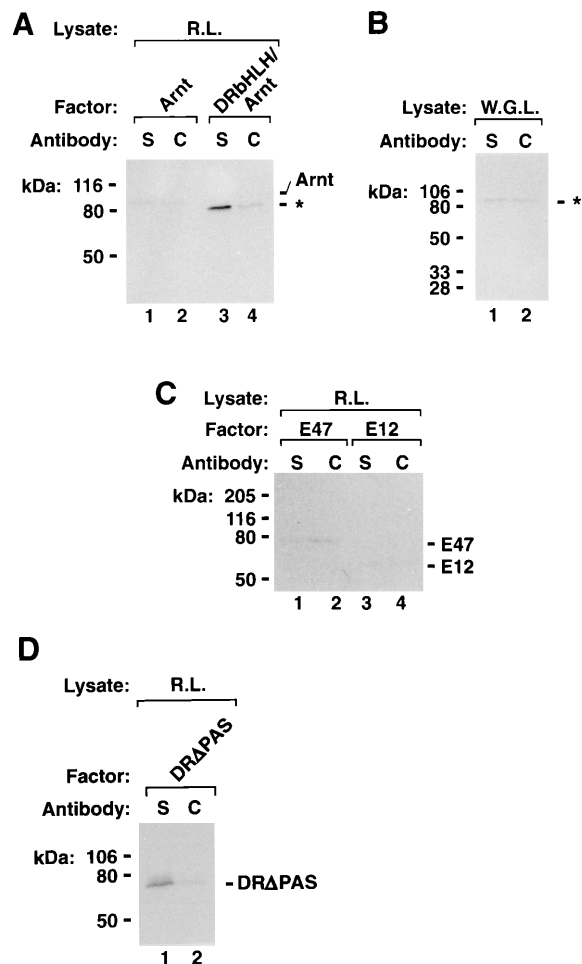 A
Lysate: R.L.
Factor: Arnt DRbHLH/Arnt
Antibody: S C S C
kDa: 116 - Arnt
80 - - *
50 -
1 2 3 4
B
Lysate: W.G.L.
Antibody: S C
kDa: 106 -
80 - - *
50 -
33 -
28 -
1 2
C
Lysate: R.L.
Factor: E47 E12
Antibody: S C S C
kDa: 205 -
116 -
80 - - E47
- E12
50 -
1 2 3 4
D
Lysate: R.L.
Factor: DRΔPAS
Antibody: S C
kDa: 106 -
80 - -DRΔPAS
50 -
1 2